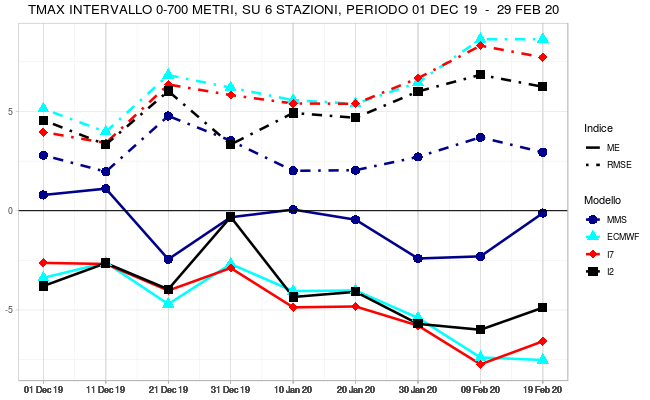 TMAX INTERVALLO 0-700 METRI, SU 6 STAZIONI, PERIODO 01 DEC 19 - 29 FEB 20
5
0
-5
01 Dec 19 11 Dec 19 21 Dec 19 31 Dec 19 10 Jan 20 20 Jan 20 30 Jan 20 09 Feb 20 19 Feb 20
Indice
ME
RMSE
Modello
MMS
ECMWF
I7
I2